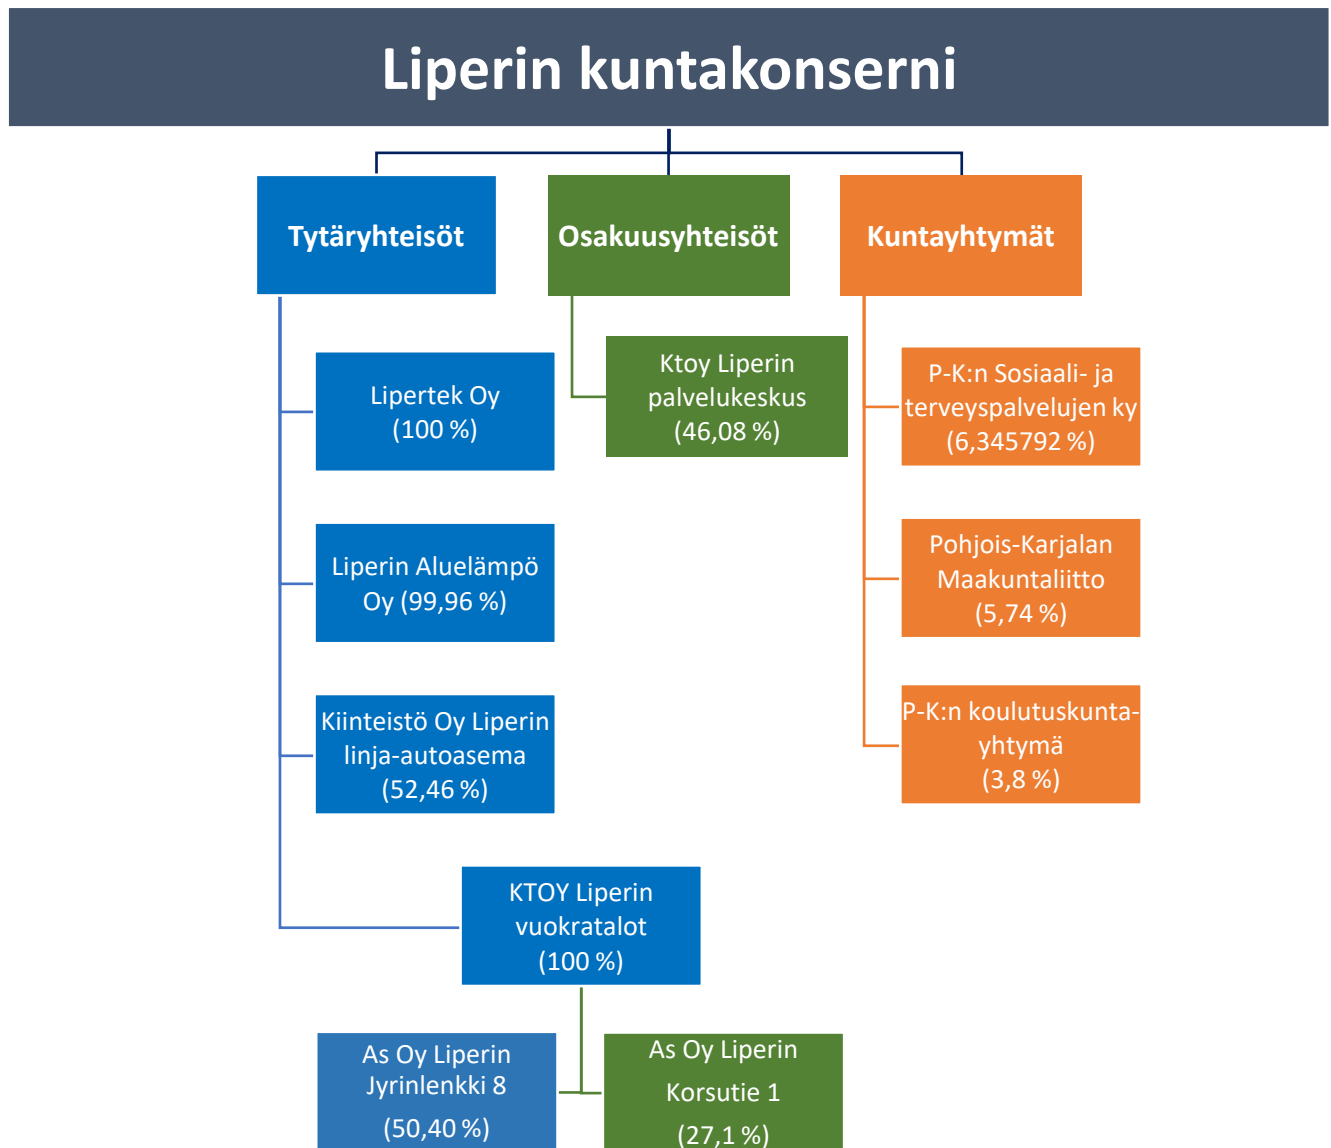 Liperin kuntakonserni
Tytäryhteisöt
Osakuusyhteisöt
Kuntayhtymät
Lipertek Oy
(100 %)
Liperin Aluelämpö
Oy (99,96 %)
Kiinteistö Oy Liperin
linja-autoasema
(52,46 %)
KTOY Liperin
vuokratalot
(100 %)
As Oy Liperin
Jyrinlenkki 8
(50,40 %)
As Oy Liperin
Korsutie 1
(27,1 %)
Ktoy Liperin
palvelukeskus
(46,08 %)
P-K:n Sosiaali- ja
terveyspalvelujen ky
(6,345792 %)
Pohjois-Karjalan
Maakuntaliitto
(5,74 %)
P-K:n koulutuskunta-
yhtymä
(3,8 %)